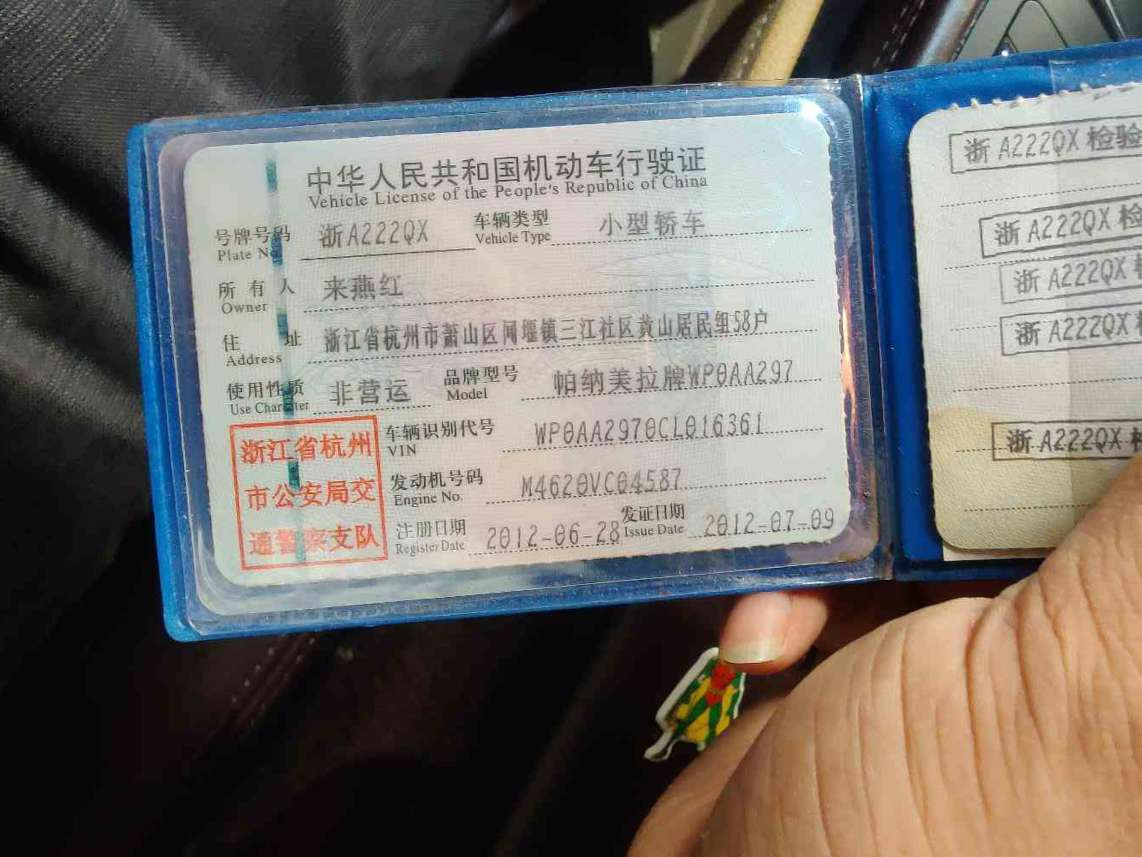 中华人民共和国机动车行驶证
Vehicle License of the People's Republic of China
号牌号码 浙A222QX 车辆类型 小型轿车
Plate No. Vehicle Type
所有人 来燕红
Owner
住址 浙江省杭州市萧山区闻堰镇三江社区黄山居民组58户
Address
使用性质 非营运 品牌型号 帕纳美拉牌WP0AA297
Use Character Model
浙江省杭州
市公安局交
通警察支队
车辆识别代号 WP0AA2970CL016361
VIN
发动机号码 M4620VC04587
Engine No.
注册日期 2012-06-28 发证日期 2012-07-09
Register Date Issue Date
浙A222QX 检验
浙A222QX 检
浙A222QX
浙A222QX
浙A222QX